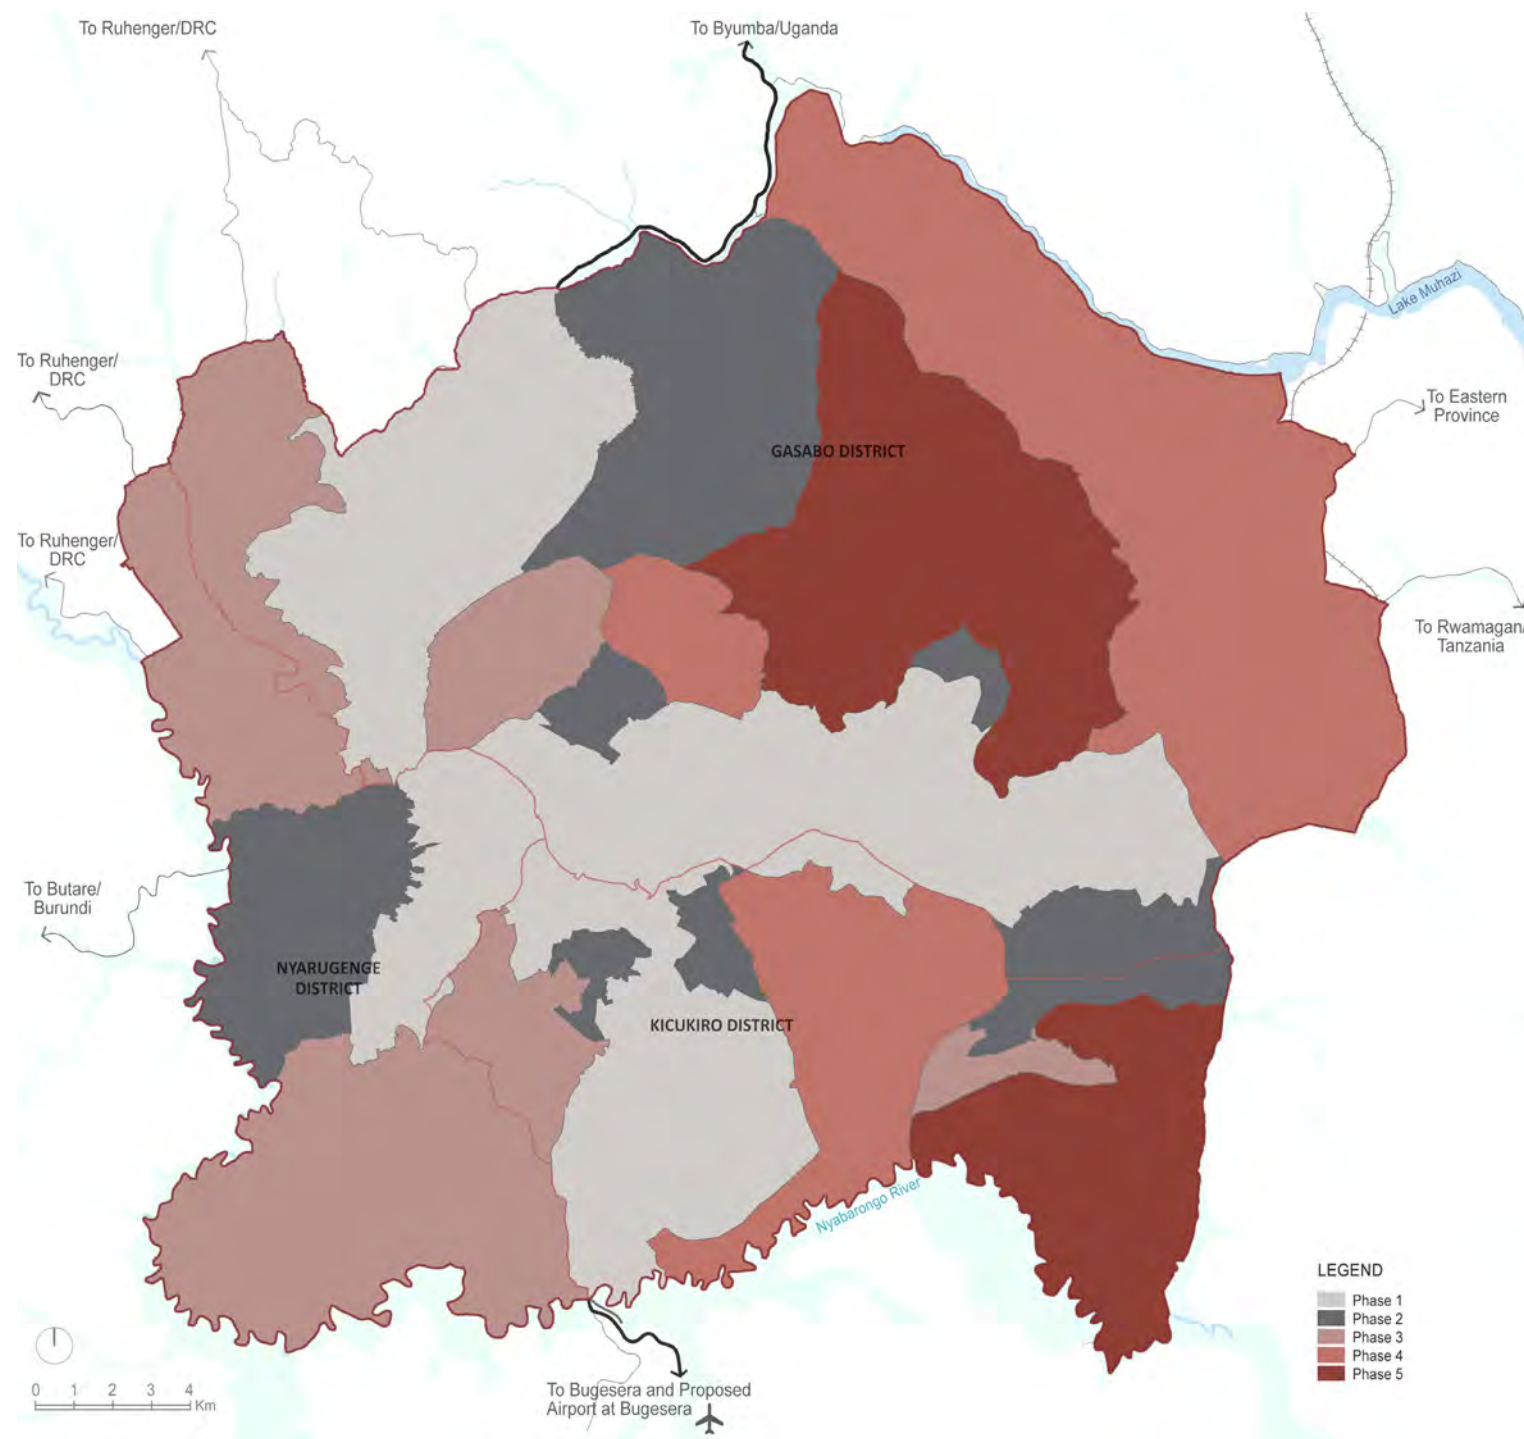 To Ruhenger/DRC
To Byumba/Uganda
Lake Muhazi
To Ruhenger/
DRC
To Eastern
Province
GASABO DISTRICT
To Ruhenger/
DRC
To Rwamagan/
Tanzania
To Butare/
Burundi
NYARUGENGE
DISTRICT
KICUKIRO DISTRICT
Nyabarongo River
LEGEND
Phase 1
Phase 2
Phase 3
Phase 4
Phase 5
0 1 2 3 4
Km
To Bugesera and Proposed
Airport at Bugesera